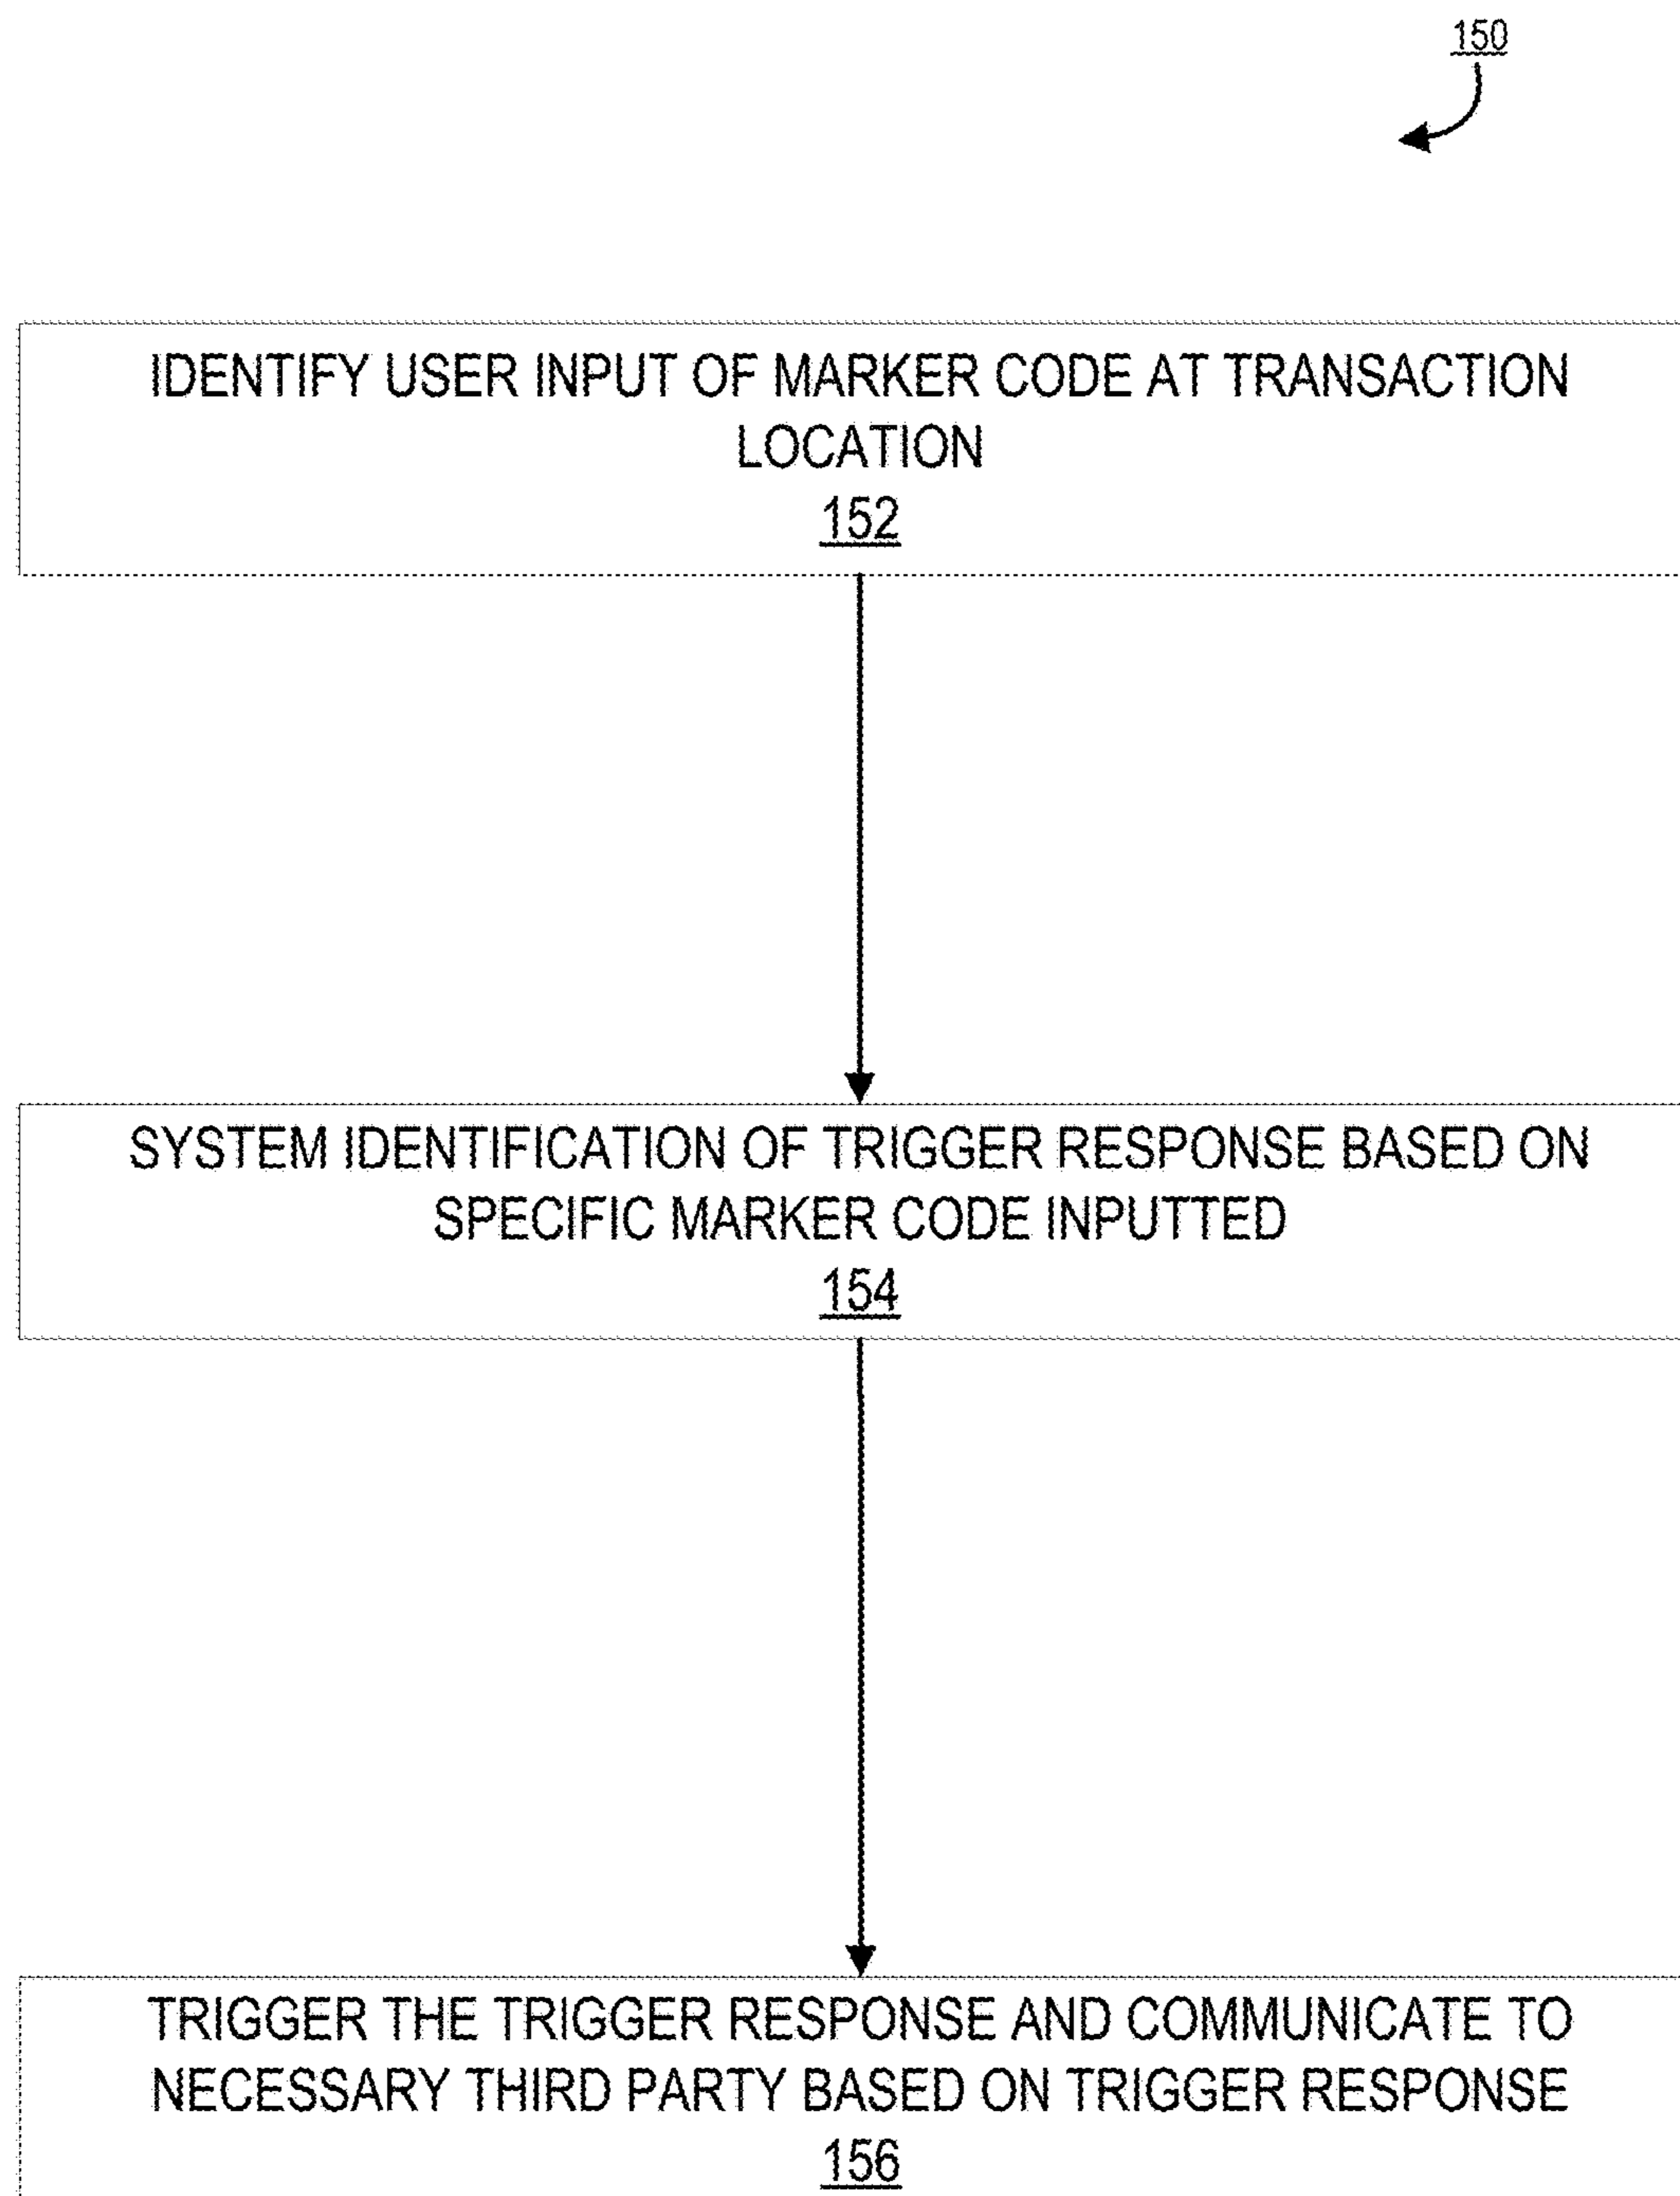 150
IDENTIFY USER INPUT OF MARKER CODE AT TRANSACTION
LOCATION
152
SYSTEM IDENTIFICATION OF TRIGGER RESPONSE BASED ON
SPECIFIC MARKER CODE INPUTTED
154
TRIGGER THE TRIGGER RESPONSE AND COMMUNICATE TO
NECESSARY THIRD PARTY BASED ON TRIGGER RESPONSE
156